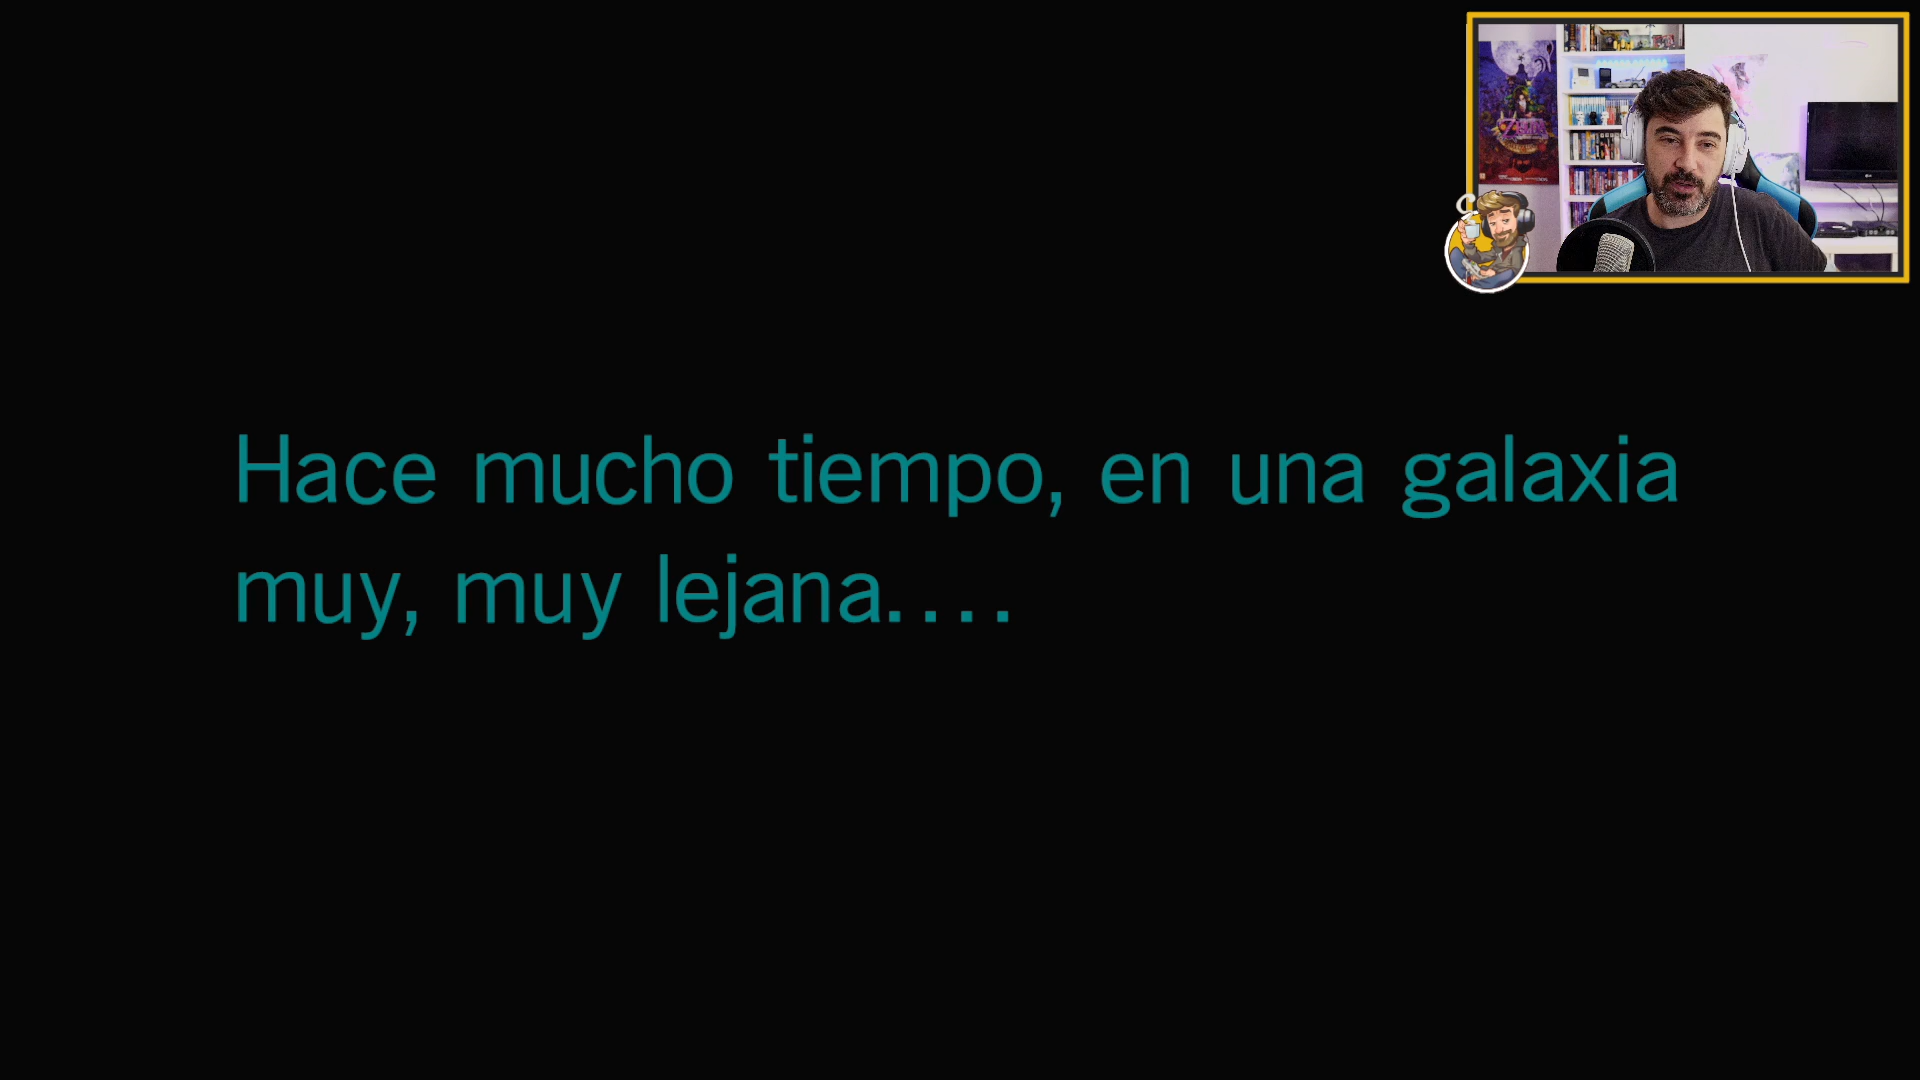 Hace mucho tiempo, en una galaxia
muy, muy lejana....